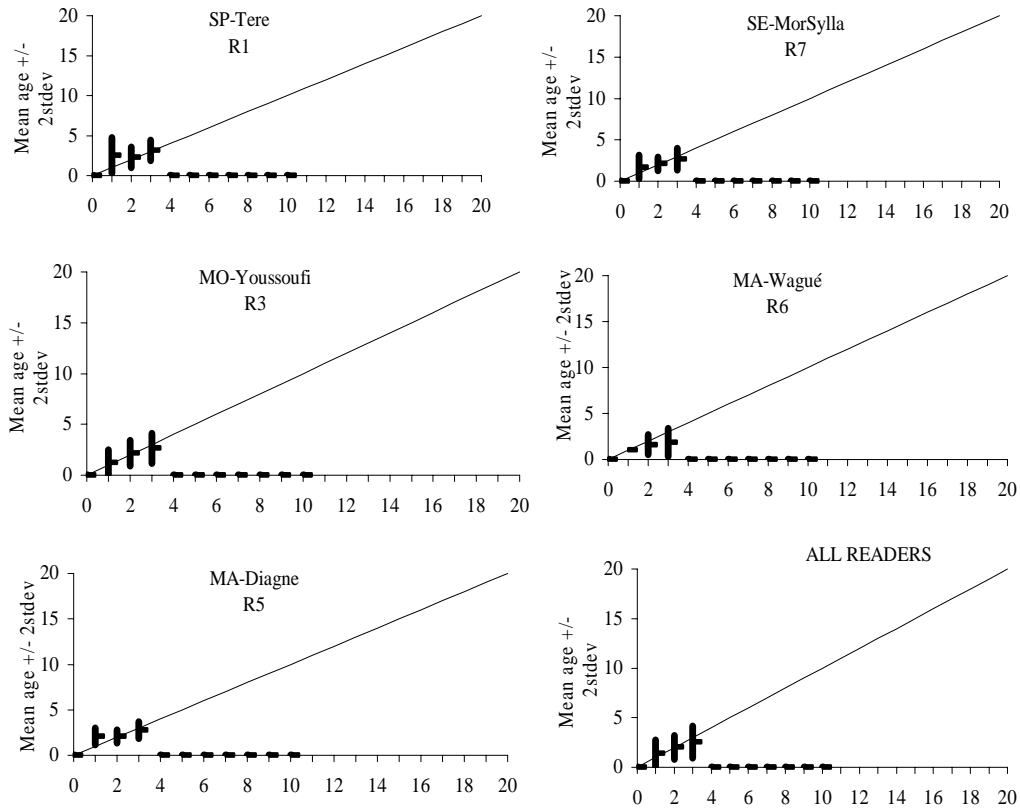 SP-Tere
R1
Mean age +/-
2stdev
20
15
10
5
0
0 2 4 6 8 10 12 14 16 18 20
SE-MorSylla
R7
Mean age +/-
2stdev
20
15
10
5
0
0 2 4 6 8 10 12 14 16 18 20
MO-Youssoufi
R3
Mean age +/-
2stdev
20
15
10
5
0
0 2 4 6 8 10 12 14 16 18 20
MA-Wagué
R6
Mean age +/- 2stdev
20
15
10
5
0
0 2 4 6 8 10 12 14 16 18 20
MA-Diagne
R5
Mean age +/- 2stdev
20
15
10
5
0
0 2 4 6 8 10 12 14 16 18 20
ALL READERS
Mean age +/-
2stdev
20
15
10
5
0
0 2 4 6 8 10 12 14 16 18 20